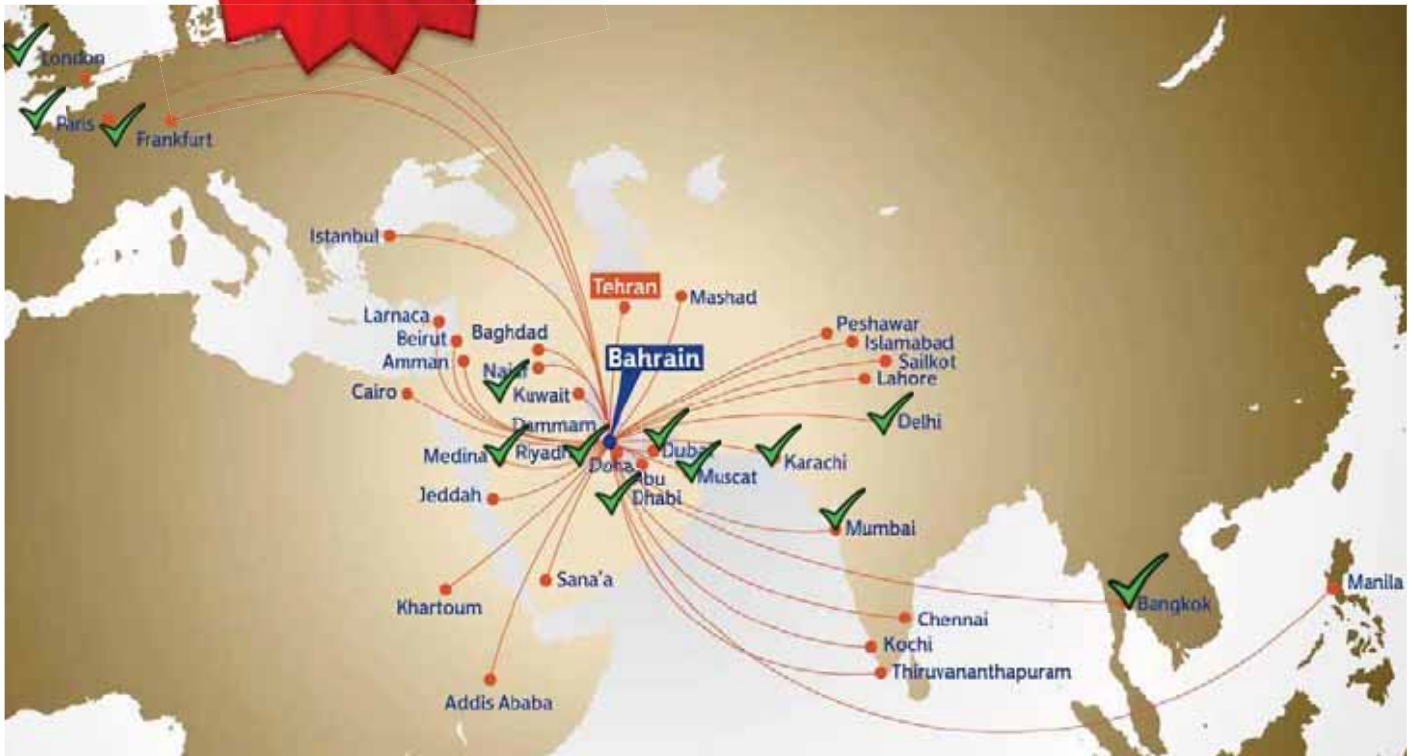 London
Paris
Frankfurt
Istanbul
Tehran
Mashad
Larnaca
Beirut
Baghdad
Peshawar
Islamabad
Amman
Bahrain
Sailkot
Lahore
Cairo
Kuwait
Delhi
Dammam
Medina
Riyadh
Doha
Dubai
Karachi
Muscat
Jeddah
Abu
Dhabi
Mumbai
Sana'a
Manila
Khartoum
Bangkok
Chennai
Kochi
Thiruvananthapuram
Addis Ababa